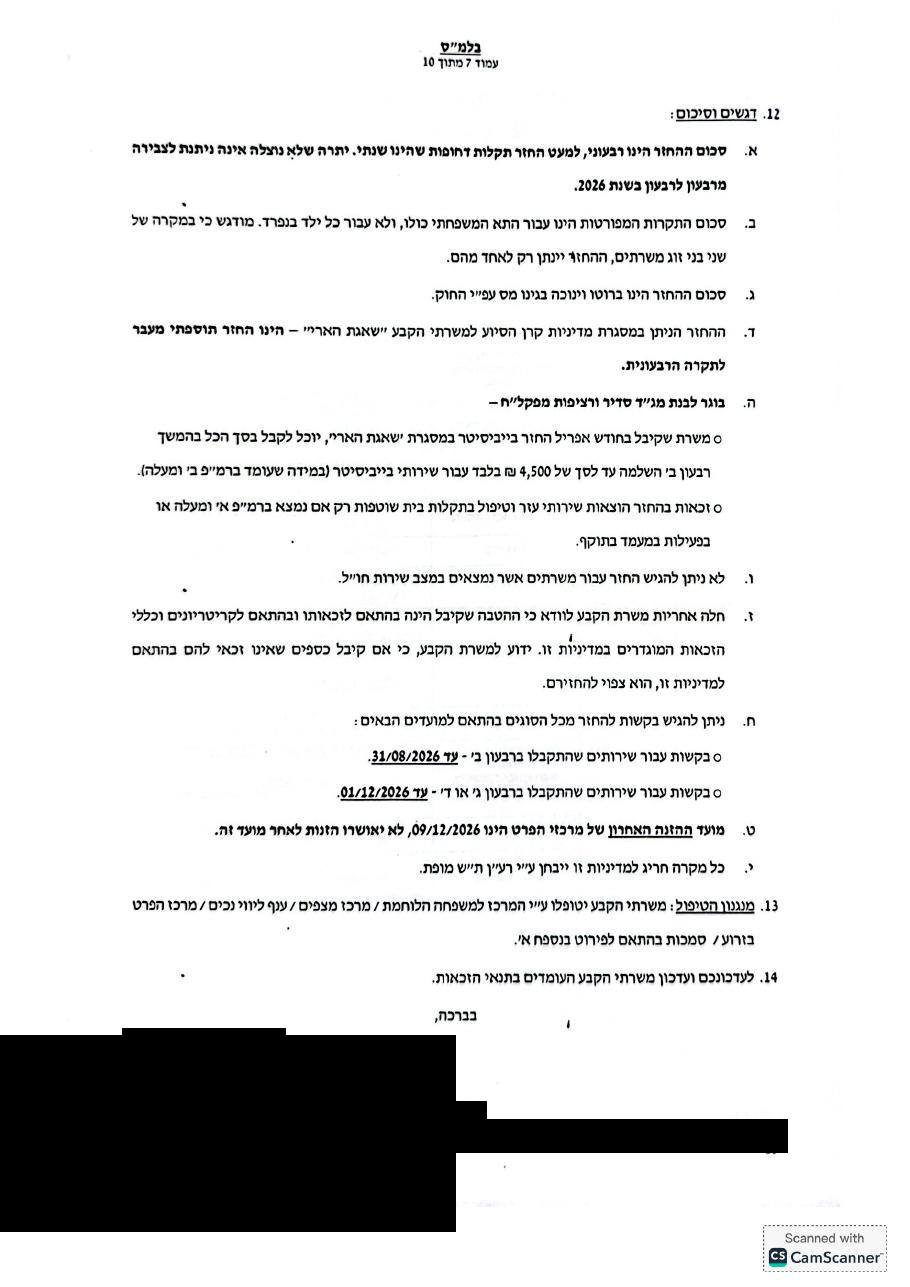 בלמ"ס
עמוד 7 מתוך 10
12. דגשים וסיכום:
א. סכום ההחזר הינו רבעוני, למעט החזר תקלות דחופות שהינו שנתי. יתרה שלא נוצלה אינה ניתנת לצבירה
מרבעון לרבעון בשנת 2026.
ב. סכום התקרות המפורטות הינו עבור התא המשפחתי כולו, ולא עבור כל ילד בנפרד. מודגש כי במקרה של
שני בני זוג משרתים, ההחזר יינתן רק לאחד מהם.
ג. סכום ההחזר הינו ברוטו וינוכה בגינו מס עפ"י החוק.
ד. ההחזר הניתן במסגרת מדיניות קרן הסיוע למשרתי הקבע "שאגת הארי" – הינו החזר תוספתי מעבר
לתקרה הרבעונית.
ה. בוגר לבנת מג"ד סדיר ורציפות מפקל"ח –
o משרת שקיבל בחודש אפריל החזר בייביסיטר במסגרת 'שאגת הארי', יוכל לקבל בסך הכל בהמשך
רבעון ב' השלמה עד לסך של 4,500 ₪ בלבד עבור שירותי בייביסיטר (במידה שעומד ברמ"פ ב' ומעלה).
o זכאות בהחזר הוצאות שירותי עזר וטיפול בתקלות בית שוטפות רק אם נמצא ברמ"פ א' ומעלה או
בפעילות במעמד בתוקף.
ו. לא ניתן להגיש החזר עבור משרתים אשר נמצאים במצב שירות חו"ל.
ז. חלה אחריות משרת הקבע לוודא כי ההטבה שקיבל הינה בהתאם לזכאותו ובהתאם לקריטריונים וכללי
הזכאות המוגדרים במדיניות זו. ידוע למשרת הקבע, כי אם קיבל כספים שאינו זכאי להם בהתאם
למדיניות זו, הוא צפוי להחזירם.
ח. ניתן להגיש בקשות להחזר מכל הסוגים בהתאם למועדים הבאים:
o בקשות עבור שירותים שהתקבלו ברבעון ב' - עד 31/08/2026.
o בקשות עבור שירותים שהתקבלו ברבעון ג' או ד' - עד 01/12/2026.
ט. מועד ההזנה האחרון של מרכזי הפרט הינו 09/12/2026, לא יאושרו הזנות לאחר מועד זה.
י. כל מקרה חריג למדיניות זו ייבחן ע"י רע"ן ת"ש מופת.
13. מנגנון הטיפול: משרתי הקבע יטופלו ע"י המרכז למשפחה הלוחמת / מרכז מצפים / ענף ליווי נכים / מרכז הפרט
בזרוע / סמכות בהתאם לפירוט בנספח א'.
14. לעדכונכם ועדכון משרתי הקבע העומדים בתנאי הזכאות.
בברכה,
Scanned with
CS CamScanner